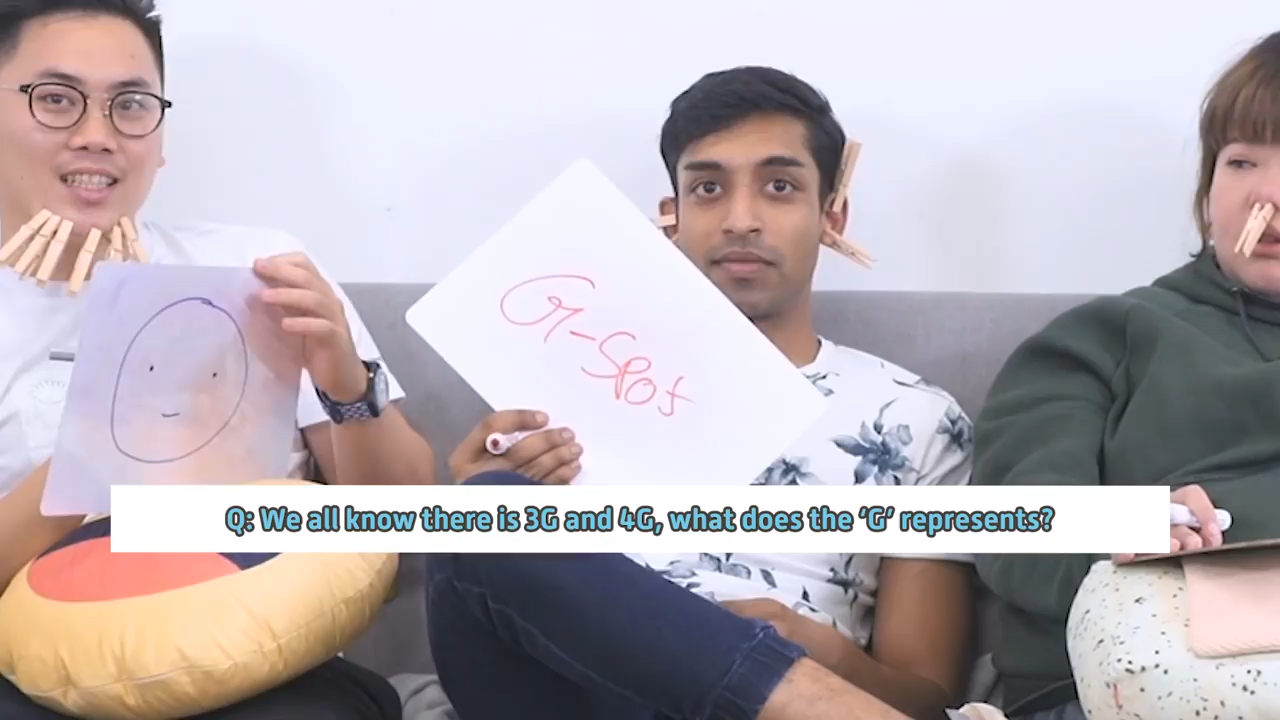 G-Spot
Q: We all know there is 3G and 4G, what does the ‘G’ represents?